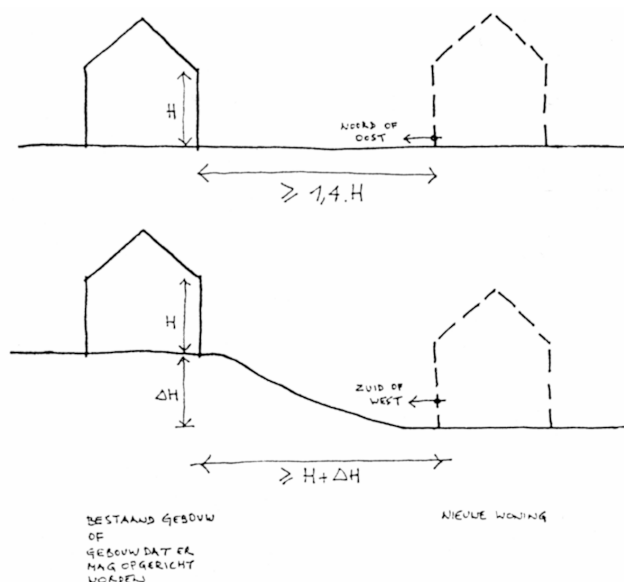 H
NOORD OF
OOST
≥ 1,4.H
H
ΔH
ZUID OF
WEST
≥ H+ΔH
BESTAAND GEBOUW
OF
GEBOUW DAT ER
MAG OPGERICHT
WORDEN
NIEUWE WONING